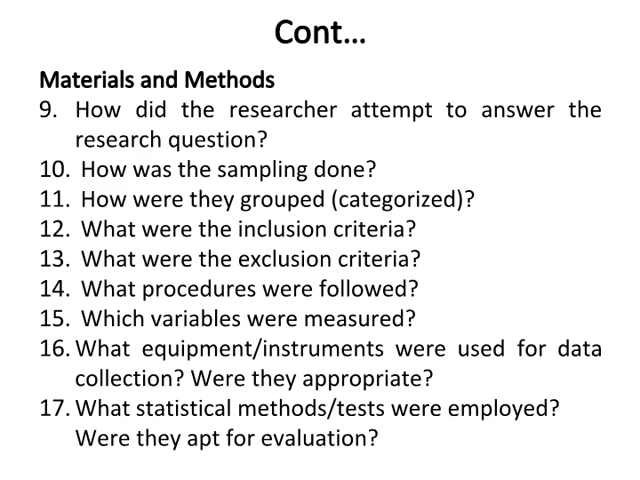 Cont...
Materials and Methods
9. How did the researcher attempt to answer the
research question?
10. How was the sampling done?
11. How were they grouped (categorized)?
12. What were the inclusion criteria?
13. What were the exclusion criteria?
14. What procedures were followed?
15. Which variables were measured?
16. What equipment/instruments were used for data
collection? Were they appropriate?
17. What statistical methods/tests were employed?
Were they apt for evaluation?